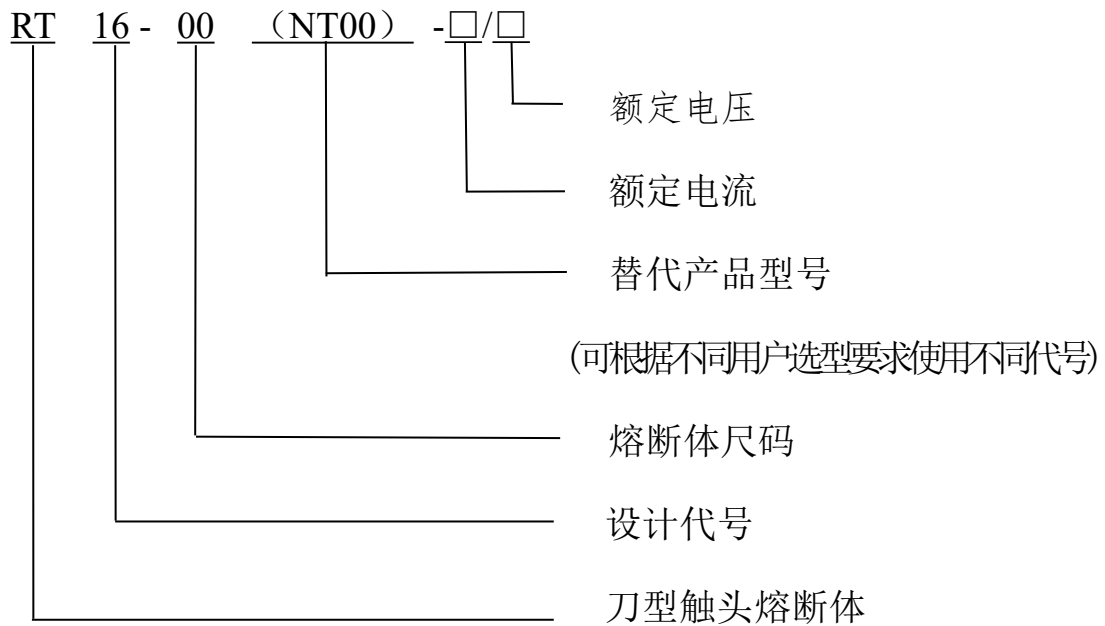 RT 16 - 00 （NT00） -□/□
额定电压
额定电流
替代产品型号
(可根据不同用户选型要求使用不同代号)
熔断体尺码
设计代号
刀型触头熔断体